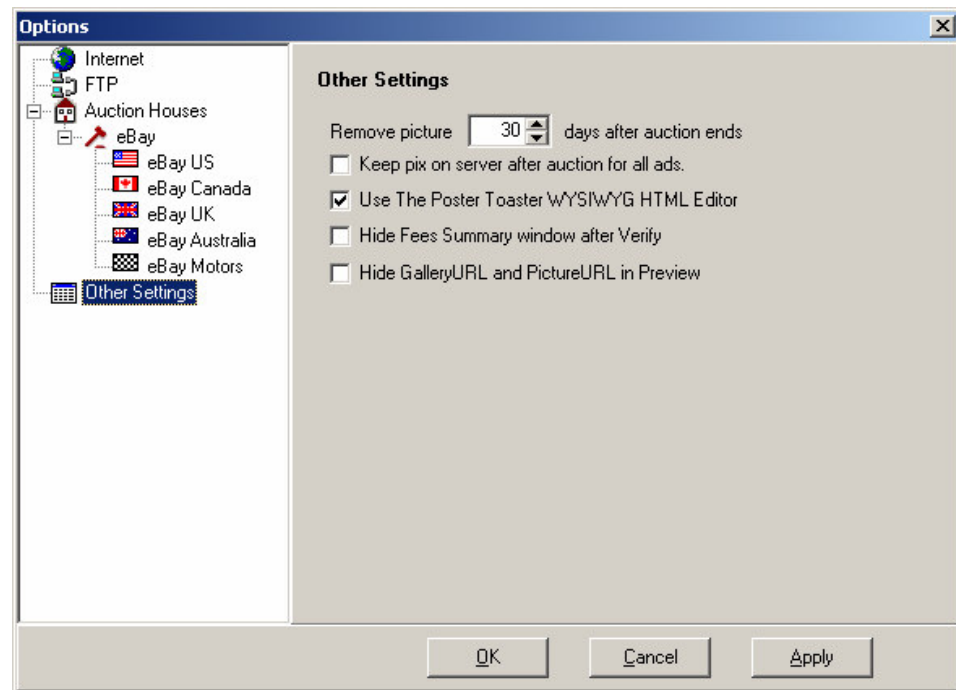 Options
Internet
FTP
Auction Houses
eBay
eBay US
eBay Canada
eBay UK
eBay Australia
eBay Motors
Other Settings
Other Settings
Remove picture 30 days after auction ends
Keep pix on server after auction for all ads.
Use The Poster Toaster WYSIWYG HTML Editor
Hide Fees Summary window after Verify
Hide GalleryURL and PictureURL in Preview
OK Cancel Apply